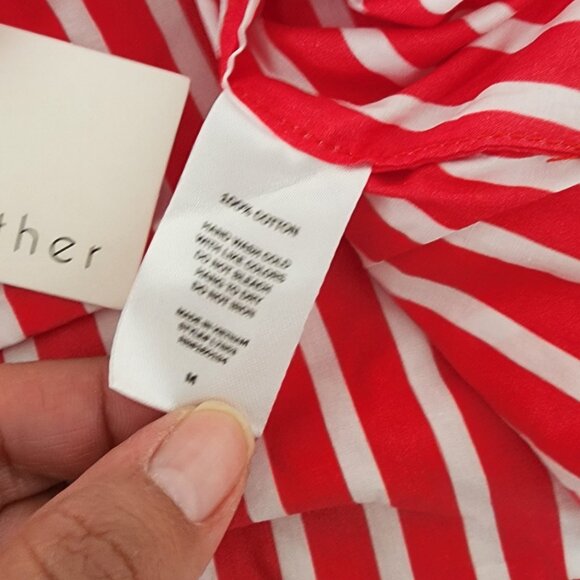 ther
100% COTTON
HAND WASH COLD
WITH LIKE COLORS
DO NOT BLEACH
HANG TO DRY
DO NOT IRON
MADE IN VIETNAM
M